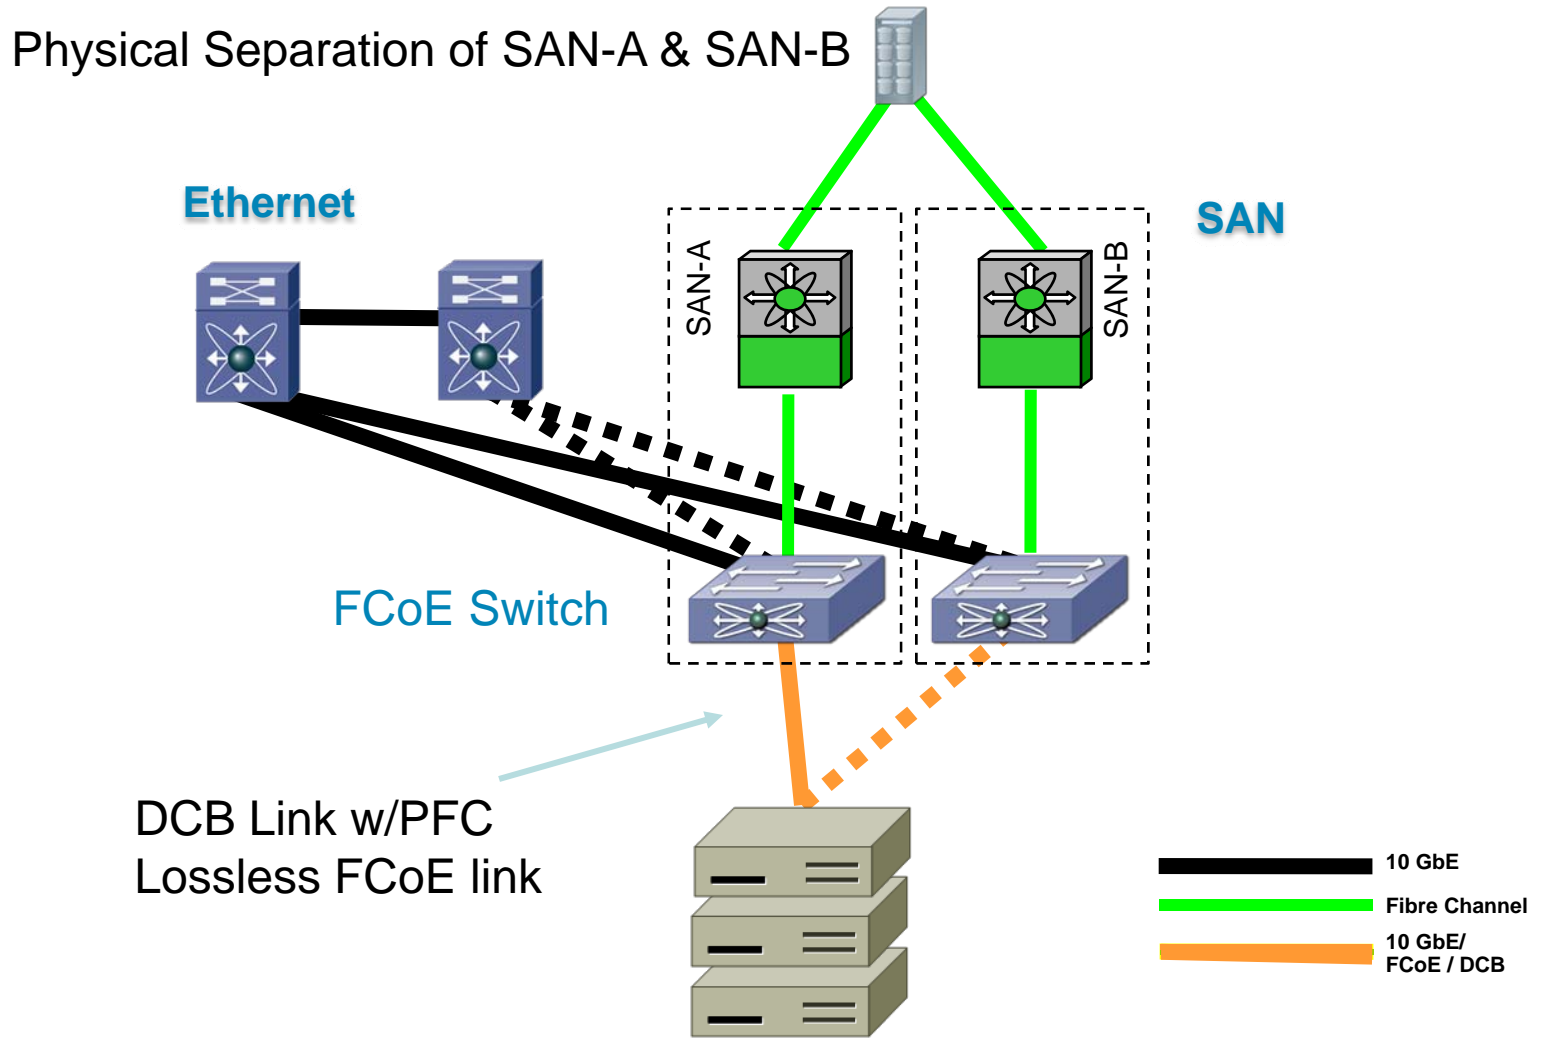 Physical Separation of SAN-A & SAN-B
Ethernet
SAN
SAN-A
SAN-B
FCoE Switch
DCB Link w/PFC
Lossless FCoE link
10 GbE
Fibre Channel
10 GbE/
FCoE / DCB